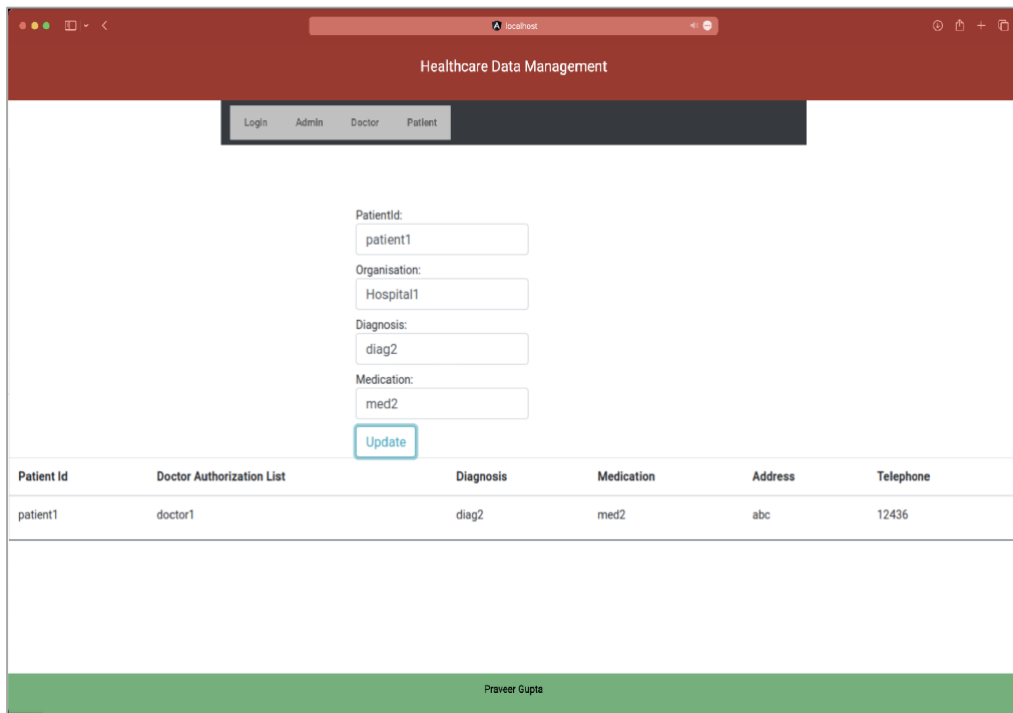 localhost
Healthcare Data Management
Login Admin Doctor Patient
PatientId:
patient1
Organisation:
Hospital1
Diagnosis:
diag2
Medication:
med2
Update
Patient Id Doctor Authorization List Diagnosis Medication Address Telephone
patient1 doctor1 diag2 med2 abc 12436
Praveer Gupta